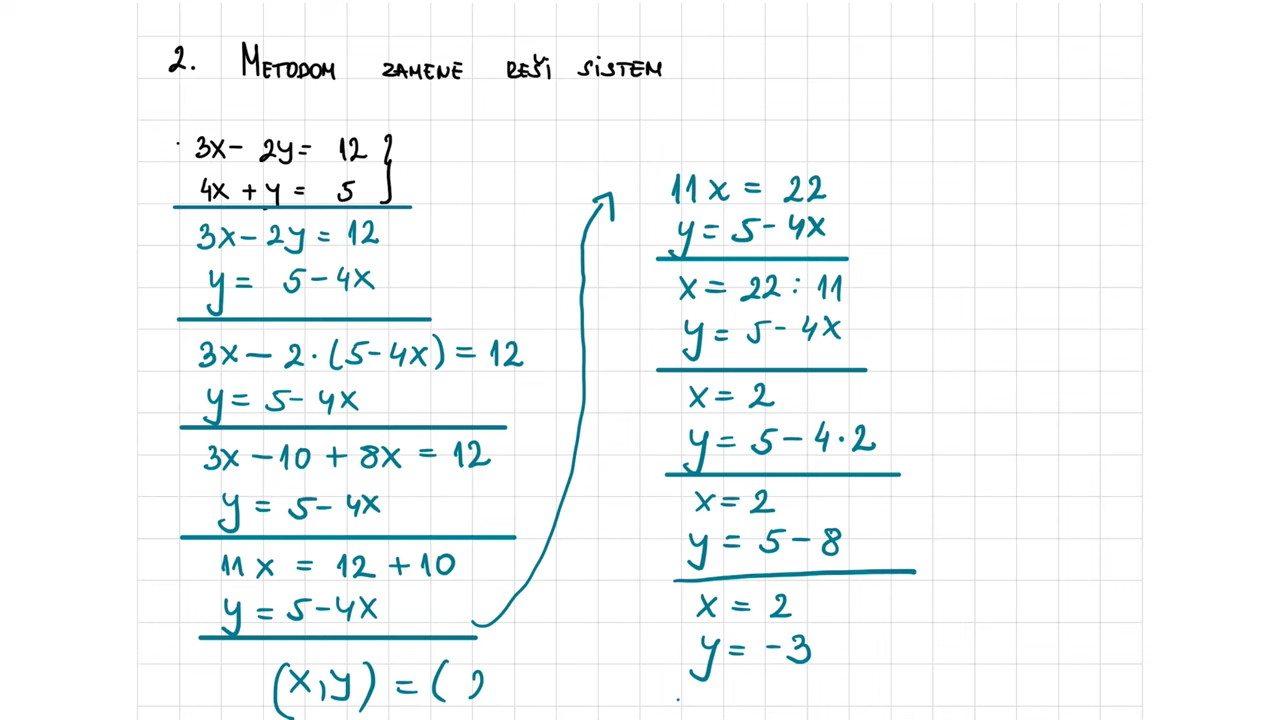 2. METODOM ZAMENE REŠI SISTEM
3x - 2y = 12
4x + y = 5 }
3x - 2y = 12
y = 5 - 4x
3x - 2 · (5 - 4x) = 12
y = 5 - 4x
3x - 10 + 8x = 12
y = 5 - 4x
11x = 12 + 10
y = 5 - 4x
(x,y) = ( )
11x = 22
y = 5 - 4x
x = 22 : 11
y = 5 - 4x
x = 2
y = 5 - 4 · 2
x = 2
y = 5 - 8
x = 2
y = -3